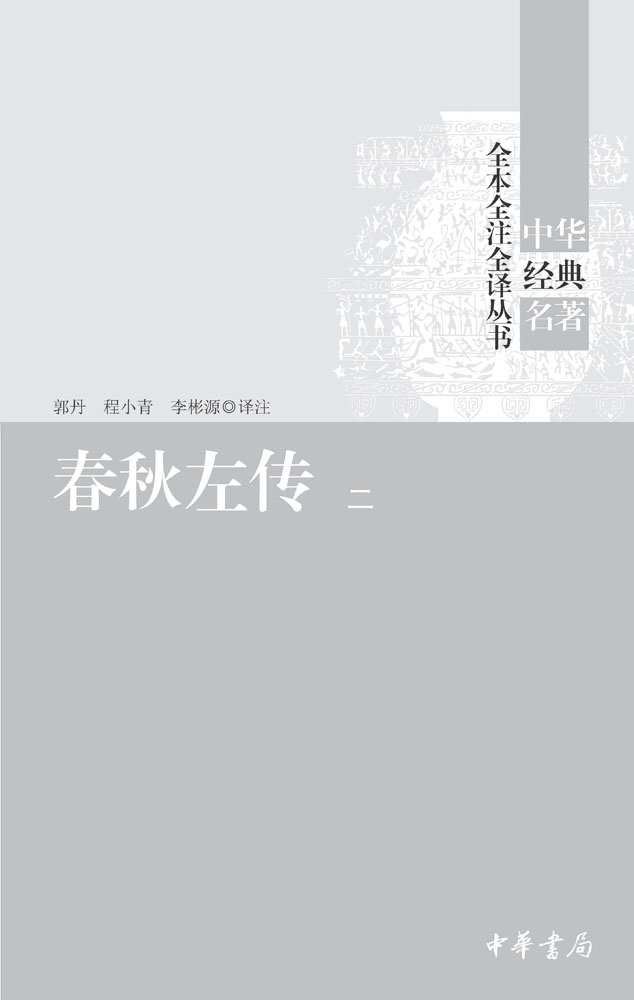 中华
经典
名著
全本全注全译丛书
郭丹 程小青 李彬源◎译注
春秋左传 二
中華書局